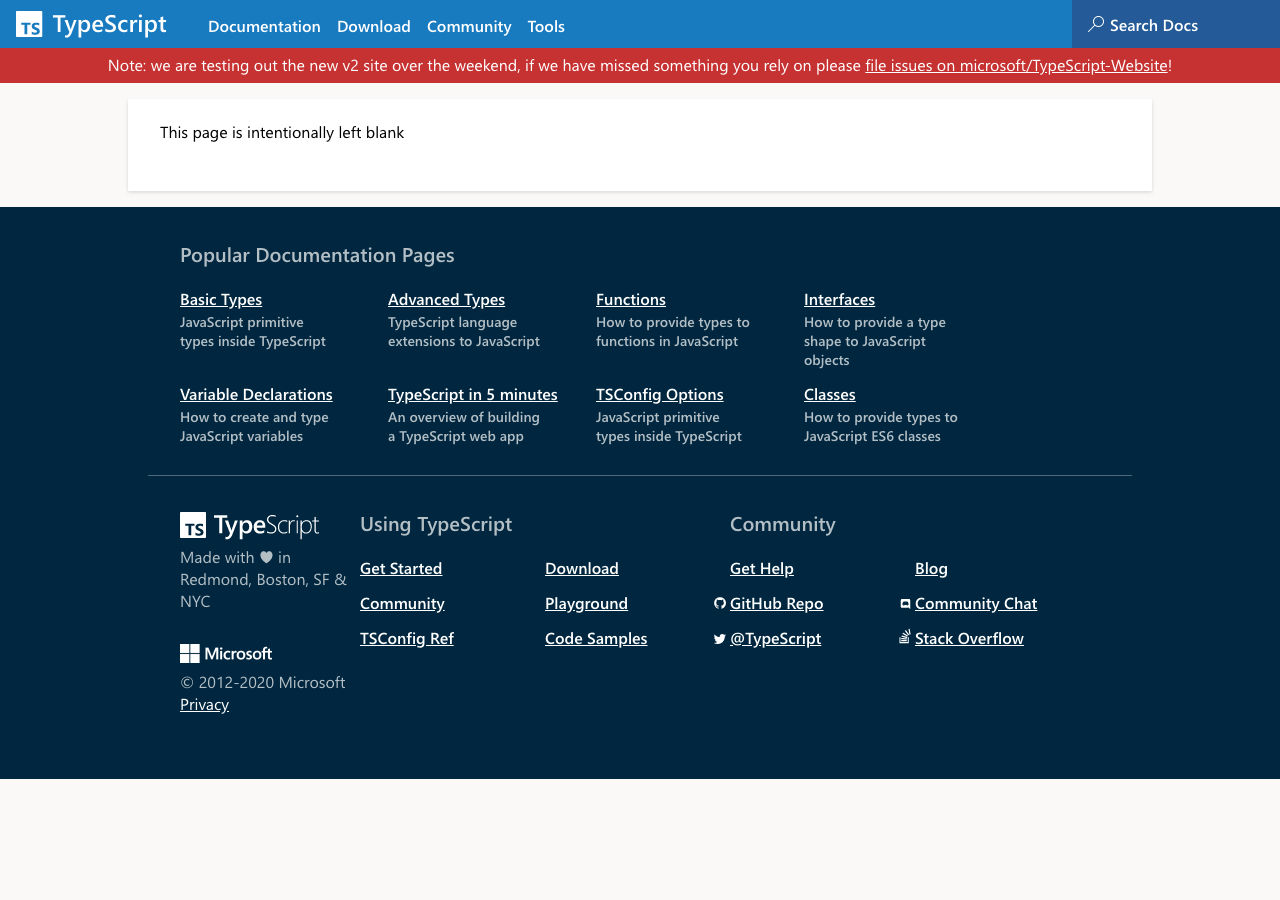 TS TypeScript Documentation Download Community Tools Search Docs
Note: we are testing out the new v2 site over the weekend, if we have missed something you rely on please file issues on microsoft/TypeScript-Website!
This page is intentionally left blank
Popular Documentation Pages
Basic Types
JavaScript primitive
types inside TypeScript
Advanced Types
TypeScript language
extensions to JavaScript
Functions
How to provide types to
functions in JavaScript
Interfaces
How to provide a type
shape to JavaScript
objects
Variable Declarations
How to create and type
JavaScript variables
TypeScript in 5 minutes
An overview of building
a TypeScript web app
TSConfig Options
JavaScript primitive
types inside TypeScript
Classes
How to provide types to
JavaScript ES6 classes
TS TypeScript
Made with ♥ in
Redmond, Boston, SF &
NYC
Microsoft
© 2012-2020 Microsoft
Privacy
Using TypeScript
Get Started Download
Community Playground
TSConfig Ref Code Samples
Community
Get Help Blog
GitHub Repo Community Chat
@TypeScript Stack Overflow